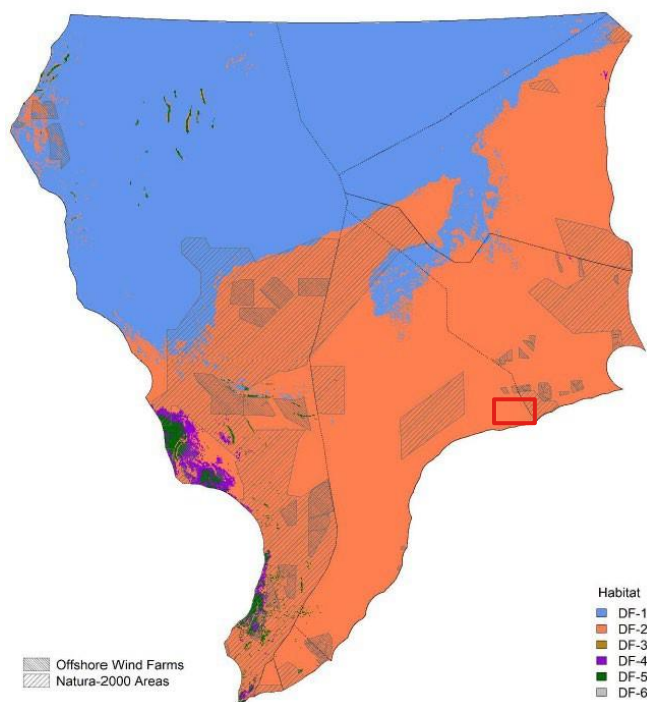 Habitat
DF-1
DF-2
DF-3
DF-4
DF-5
DF-6
Offshore Wind Farms
Natura-2000 Areas